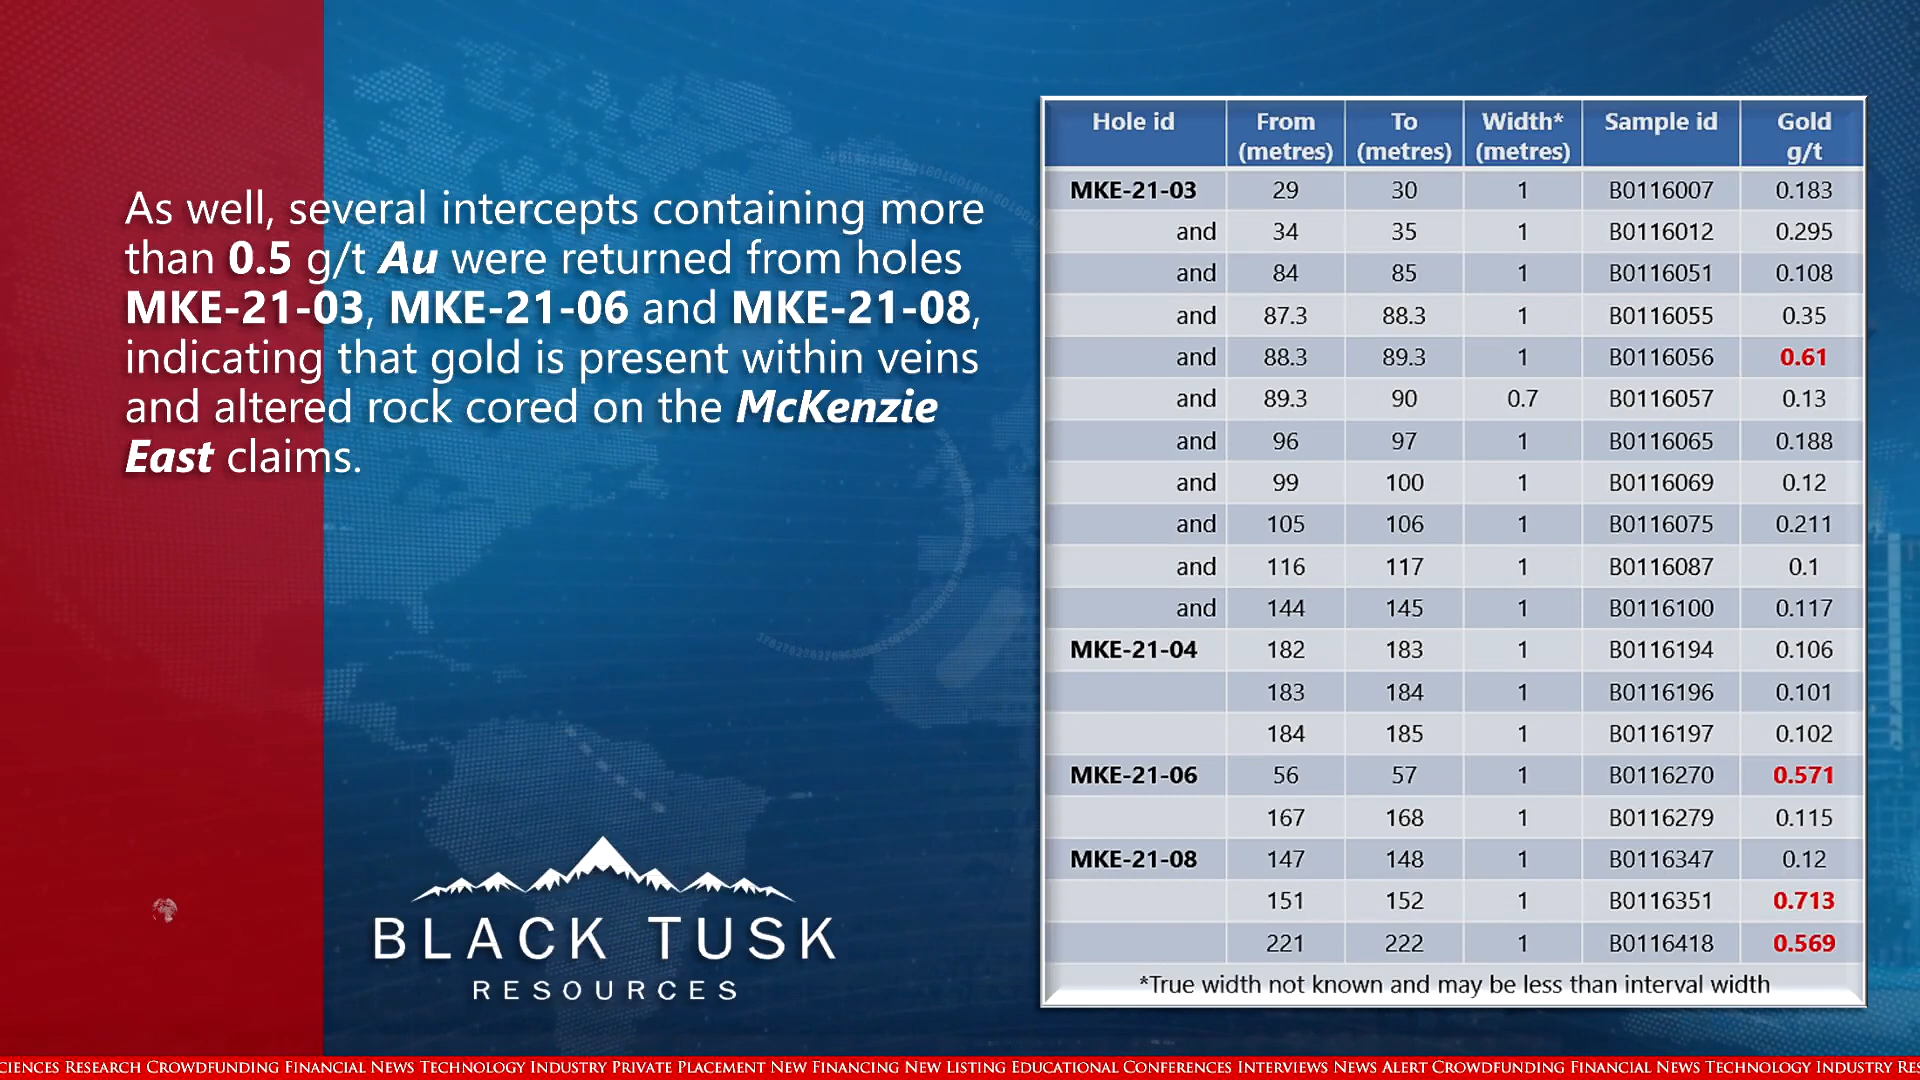 As well, several intercepts containing more
than 0.5 g/t Au were returned from holes
MKE-21-03, MKE-21-06 and MKE-21-08,
indicating that gold is present within veins
and altered rock cored on the McKenzie
East claims.
BLACK TUSK
RESOURCES
Hole id From (metres) To (metres) Width* (metres) Sample id Gold g/t
MKE-21-03 29 30 1 B0116007 0.183
and 34 35 1 B0116012 0.295
and 84 85 1 B0116051 0.108
and 87.3 88.3 1 B0116055 0.35
and 88.3 89.3 1 B0116056 0.61
and 89.3 90 0.7 B0116057 0.13
and 96 97 1 B0116065 0.188
and 99 100 1 B0116069 0.12
and 105 106 1 B0116075 0.211
and 116 117 1 B0116087 0.1
and 144 145 1 B0116100 0.117
MKE-21-04 182 183 1 B0116194 0.106
183 184 1 B0116196 0.101
184 185 1 B0116197 0.102
MKE-21-06 56 57 1 B0116270 0.571
167 168 1 B0116279 0.115
MKE-21-08 147 148 1 B0116347 0.12
151 152 1 B0116351 0.713
221 222 1 B0116418 0.569
*True width not known and may be less than interval width
CIENCES RESEARCH CROWDFUNDING FINANCIAL NEWS TECHNOLOGY INDUSTRY PRIVATE PLACEMENT NEW FINANCING NEW LISTING EDUCATIONAL CONFERENCES INTERVIEWS NEWS ALERT CROWDFUNDING FINANCIAL NEWS TECHNOLOGY INDUSTRY RES